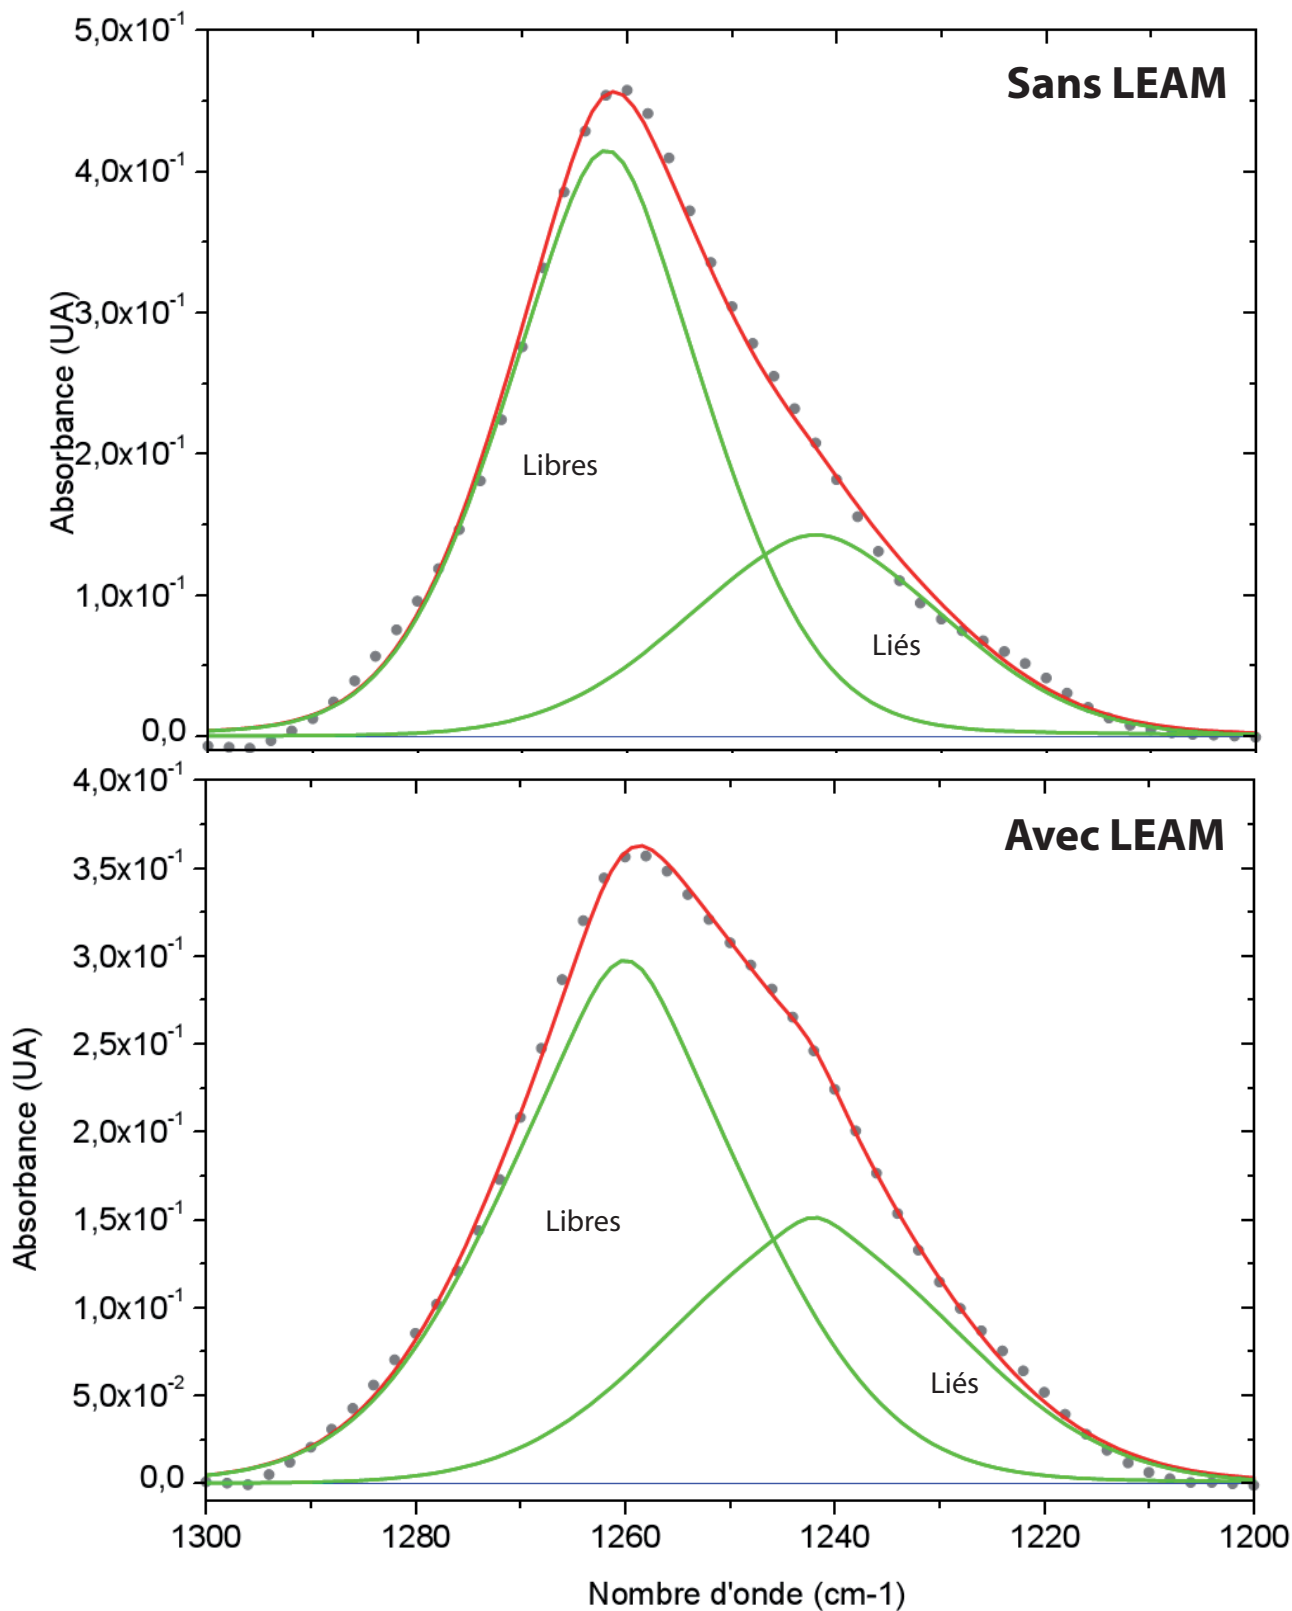 Sans LEAM
5,0x10⁻¹
4,0x10⁻¹
3,0x10⁻¹
2,0x10⁻¹
1,0x10⁻¹
0,0
Absorbance (UA)
Libres
Liés
Avec LEAM
4,0x10⁻¹
3,5x10⁻¹
3,0x10⁻¹
2,5x10⁻¹
2,0x10⁻¹
1,5x10⁻¹
1,0x10⁻¹
5,0x10⁻²
0,0
Absorbance (UA)
Libres
Liés
1300 1280 1260 1240 1220 1200
Nombre d'onde (cm-1)